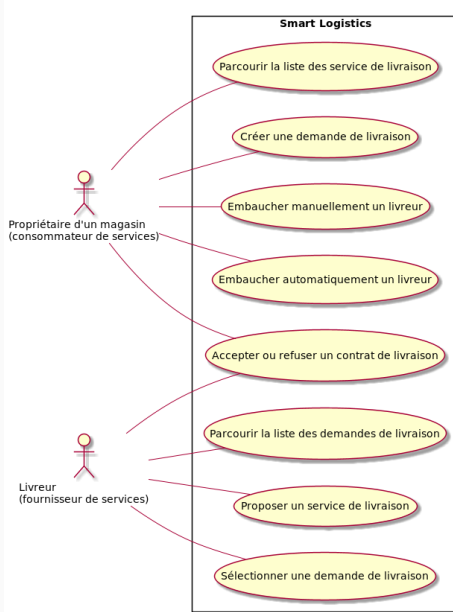 Smart Logistics
Parcourir la liste des service de livraison
Créer une demande de livraison
Embaucher manuellement un livreur
Propriétaire d'un magasin
(consommateur de services)
Embaucher automatiquement un livreur
Accepter ou refuser un contrat de livraison
Parcourir la liste des demandes de livraison
Livreur
(fournisseur de services)
Proposer un service de livraison
Sélectionner une demande de livraison